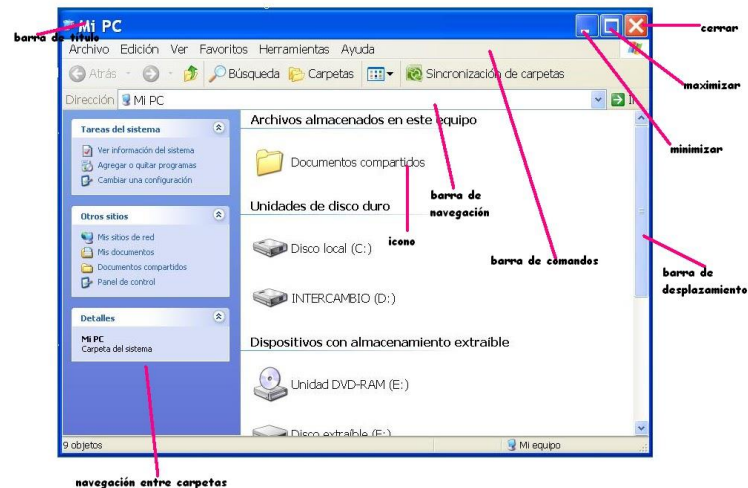 Mi PC
barra de título
cerrar
Archivo Edición Ver Favoritos Herramientas Ayuda
Atrás Búsqueda Carpetas Sincronización de carpetas
maximizar
Dirección Mi PC Ir
Tareas del sistema
Ver información del sistema
Agregar o quitar programas
Cambiar una configuración
Archivos almacenados en este equipo
Documentos compartidos
minimizar
barra de
navegación
Otros sitios
Mis sitios de red
Mis documentos
Documentos compartidos
Panel de control
Unidades de disco duro
icono
Disco local (C:)
barra de comandos
INTERCAMBIO (D:)
barra de
desplazamiento
Detalles
Mi PC
Carpeta del sistema
Dispositivos con almacenamiento extraíble
Unidad DVD-RAM (E:)
Disco extraíble (F:)
9 objetos
Mi equipo
navegación entre carpetas